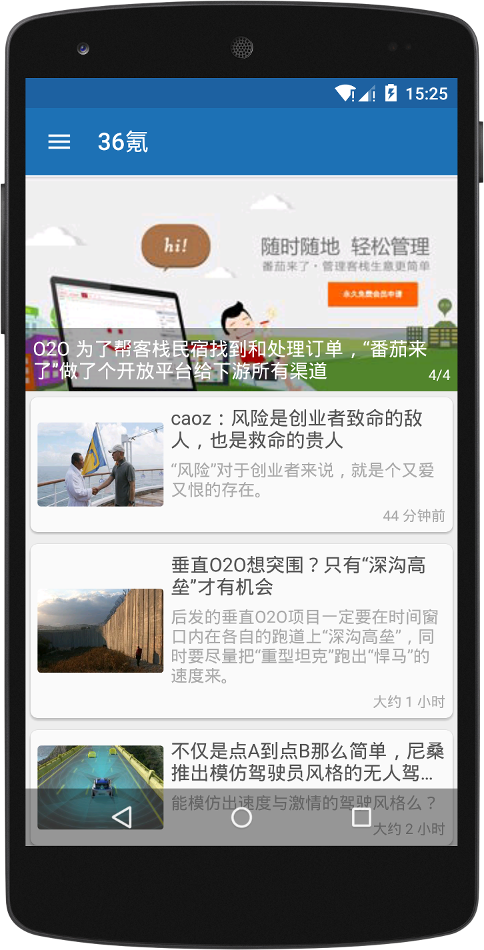 15:25
36氪
hi!
随时随地 轻松管理
番茄来了·管理客栈生意更简单
永久免费会员申请
O2O 为了帮客栈民宿找到和处理订单，“番茄来
了”做了个开放平台给下游所有渠道
4/4
caoz：风险是创业者致命的敌
人，也是救命的贵人
“风险”对于创业者来说，就是个又爱
又恨的存在。
44 分钟前
垂直O2O想突围？只有“深沟高
垒”才有机会
后发的垂直O2O项目一定要在时间窗
口内在各自的跑道上“深沟高垒”，同
时要尽量把“重型坦克”跑出“悍马”的
速度来。
大约 1 小时
不仅是点A到点B那么简单，尼桑
推出模仿驾驶员风格的无人驾...
能模仿出速度与激情的驾驶风格么？
大约 2 小时